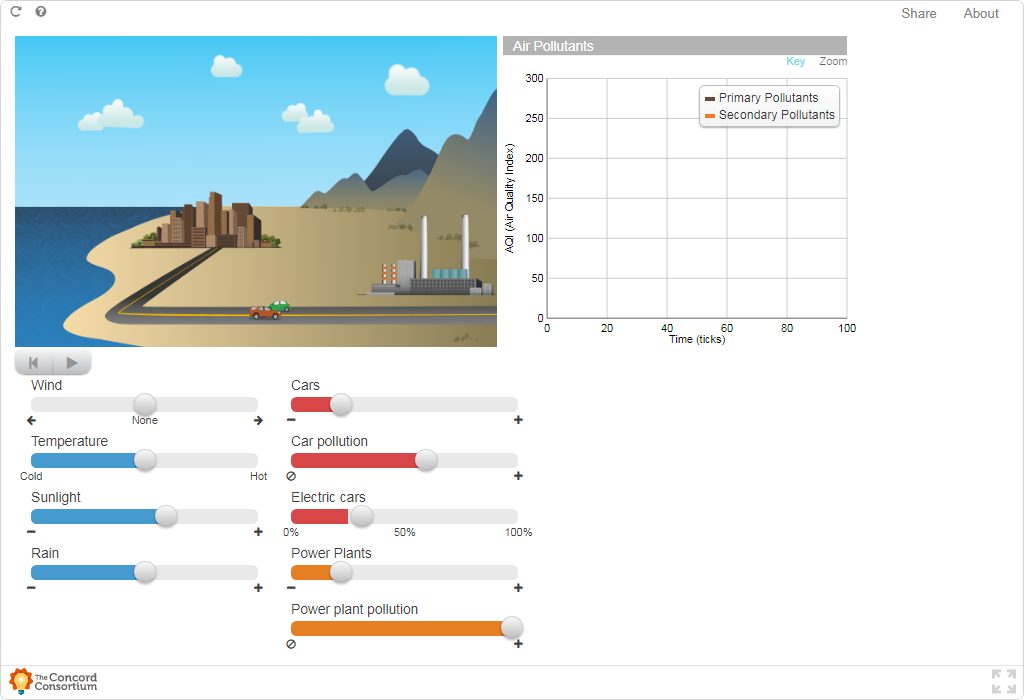 Share About
Air Pollutants
Key Zoom
300
Primary Pollutants
Secondary Pollutants
250
200
150
100
50
0
AQI (Air Quality Index)
0 20 40 60 80 100
Time (ticks)
Wind
None
Temperature
Cold Hot
Sunlight
Rain
Cars
Car pollution
Electric cars
0% 50% 100%
Power Plants
Power plant pollution
The Concord
Consortium